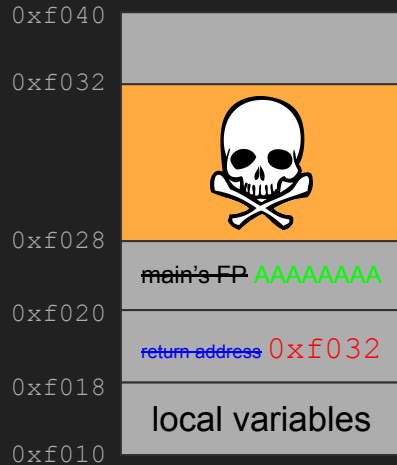 0xf040
0xf032
0xf028
main's FP AAAAAAAA
0xf020
return address 0xf032
0xf018
local variables
0xf010